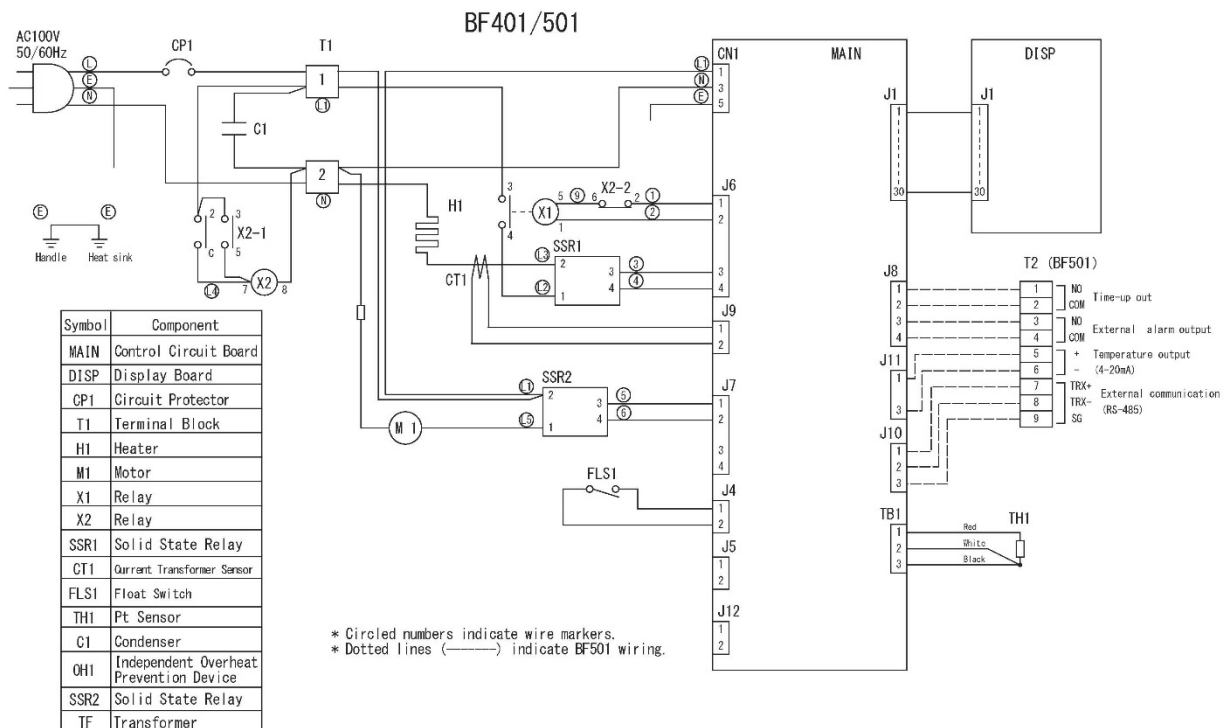 BF401/501
AC100V
50/60Hz
L
E
N
CP1
T1
1
L1
C1
2
N
E
E
Handle
Heat sink
2
3
X2-1
C
5
L4
7
X2
8
H1
CT1
3
4
X1
5
9
6
X2-2
2
1
2
1
SSR1
L3
2
3
3
4
4
L2
1
SSR2
L1
2
3
5
4
6
L5
1
M 1
FLS1
CN1
MAIN
DISP
L1
1
N
3
E
5
J1
1
30
J1
1
30
J6
1
2
3
4
J9
1
2
J7
1
2
3
4
J4
1
2
J5
1
2
J12
1
2
J8
1
2
3
4
J11
1
3
J10
1
2
3
TB1
1
2
3
Red
White
Black
TH1
T2 (BF501)
1 NO
2 COM
Time-up out
3 NO
4 COM
External alarm output
5 +
6 -
Temperature output
(4-20mA)
7 TRX+
8 TRX-
9 SG
External communication
(RS-485)
Symbol Component
MAIN Control Circuit Board
DISP Display Board
CP1 Circuit Protector
T1 Terminal Block
H1 Heater
M1 Motor
X1 Relay
X2 Relay
SSR1 Solid State Relay
CT1 Qurrent Transformer Sensor
FLS1 Float Switch
TH1 Pt Sensor
C1 Condenser
OH1 Independent Overheat
Prevention Device
SSR2 Solid State Relay
TF Transformer
* Circled numbers indicate wire markers.
* Dotted lines (-------) indicate BF501 wiring.